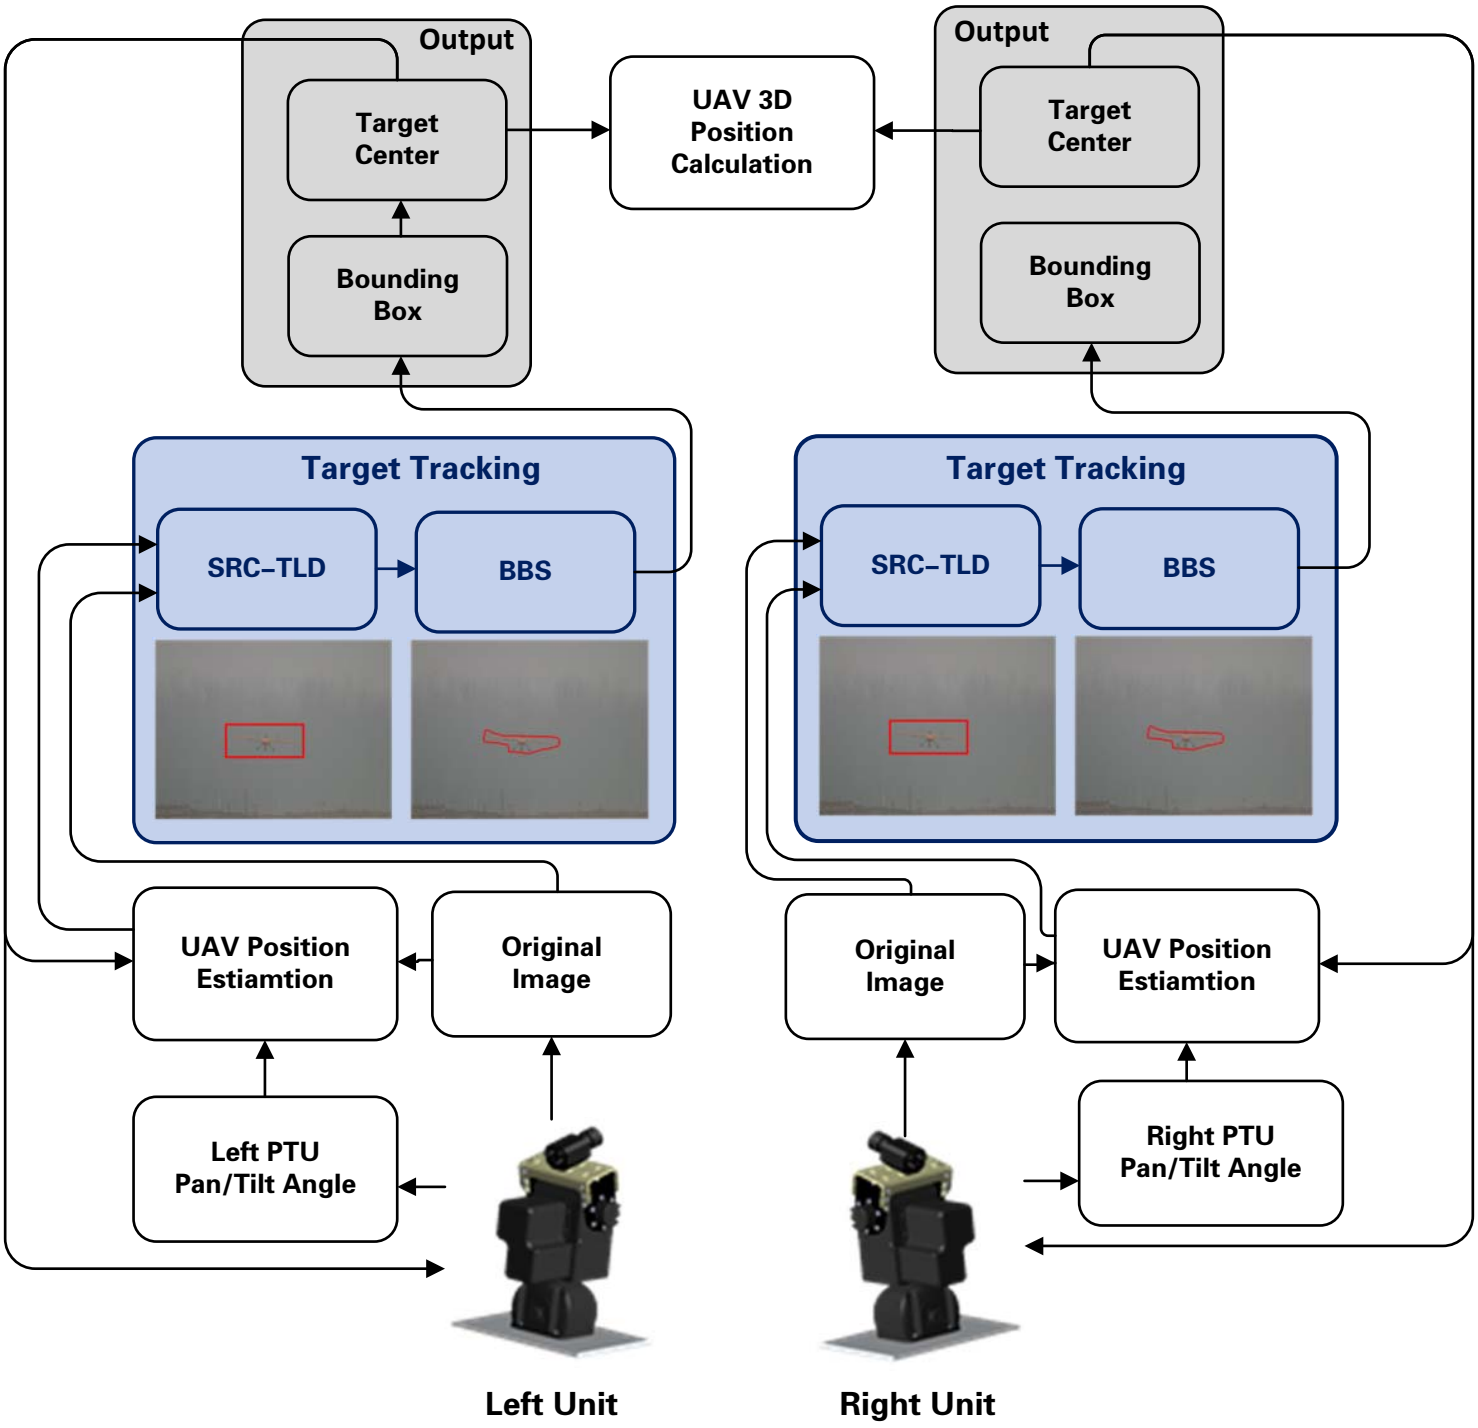 Output
Target
Center
Bounding
Box
UAV 3D
Position
Calculation
Output
Target
Center
Bounding
Box
Target Tracking
SRC–TLD
BBS
Target Tracking
SRC–TLD
BBS
UAV Position
Estiamtion
Original
Image
Original
Image
UAV Position
Estiamtion
Left PTU
Pan/Tilt Angle
Right PTU
Pan/Tilt Angle
Left Unit
Right Unit